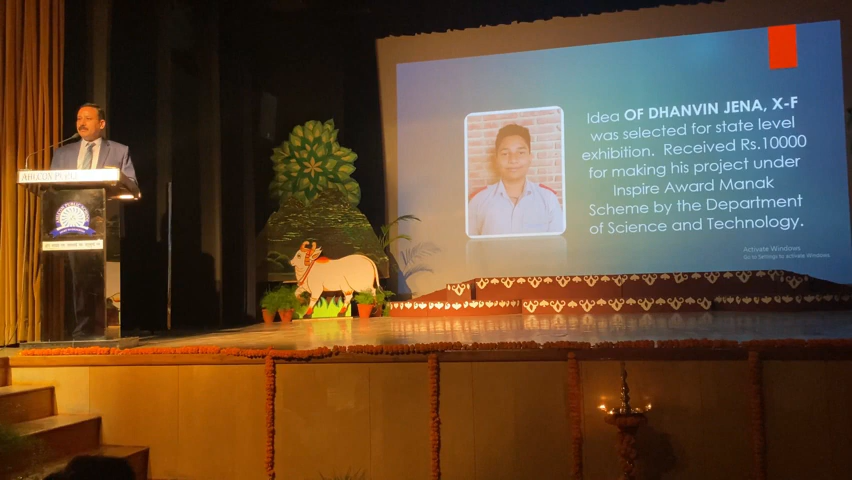 Idea OF DHANVIN JENA, X-F
was selected for state level
exhibition. Received Rs.10000
for making his project under
Inspire Award Manak
Scheme by the Department
of Science and Technology.
Activate Windows
Go to Settings to activate Windows.